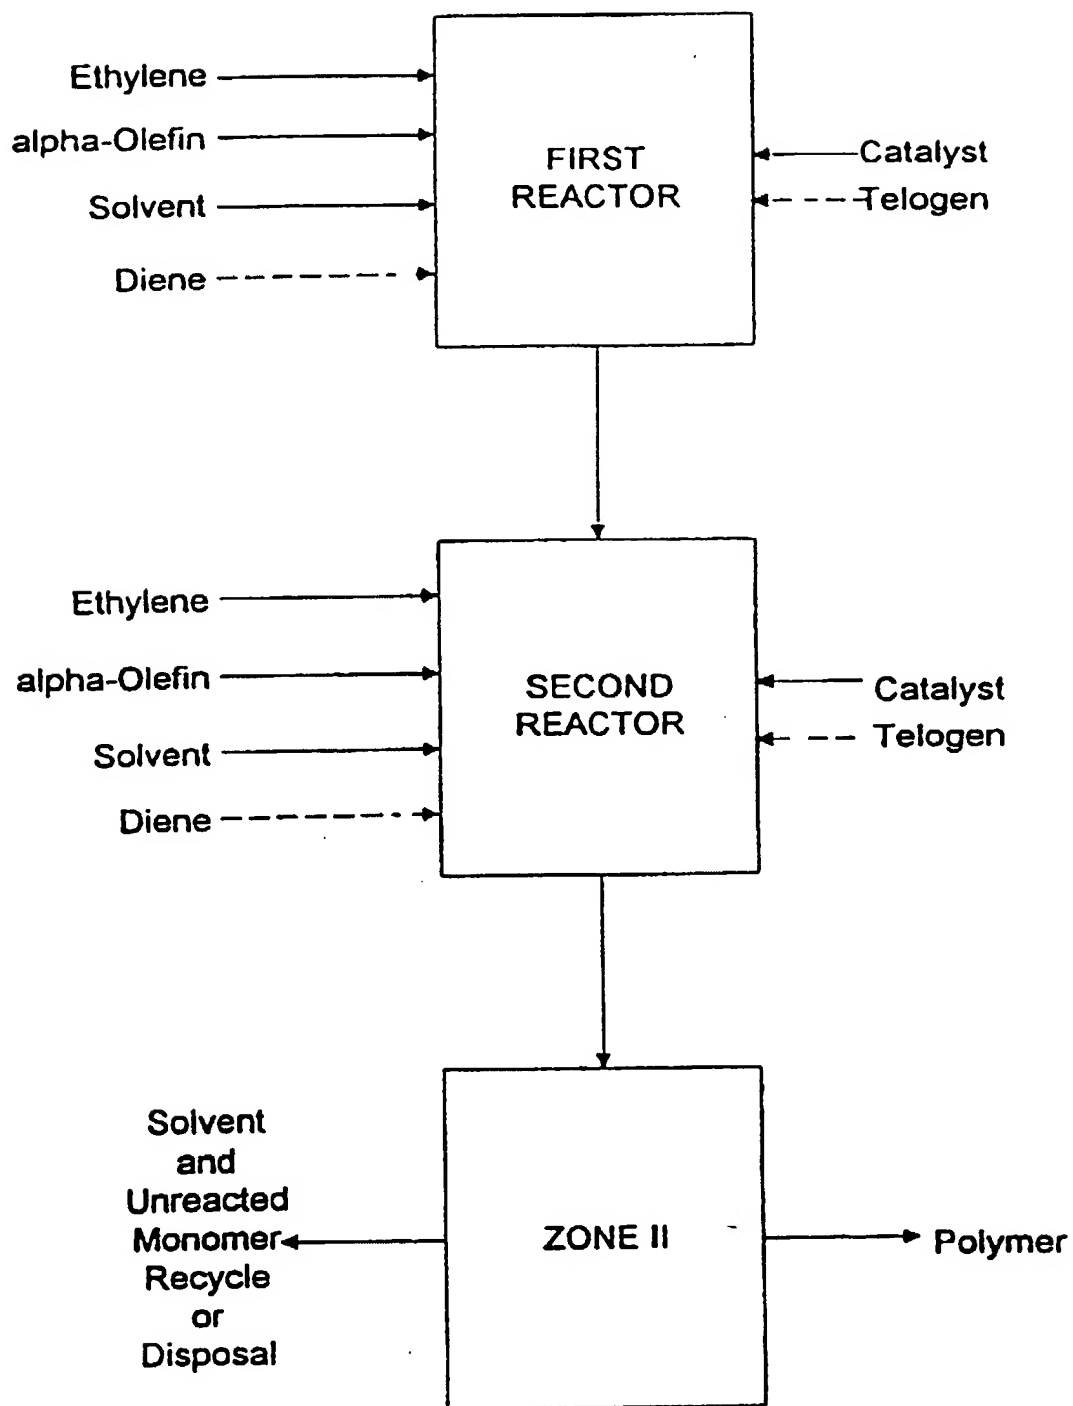 Ethylene
alpha-Olefin
Solvent
Diene
FIRST
REACTOR
Catalyst
Telogen
Ethylene
alpha-Olefin
Solvent
Diene
SECOND
REACTOR
Catalyst
Telogen
Solvent
and
Unreacted
Monomer
Recycle
or
Disposal
ZONE II
Polymer